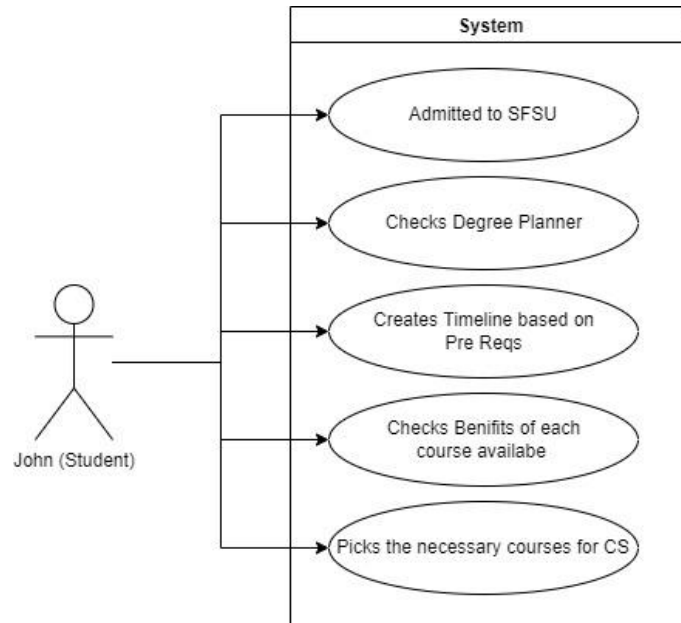 System
Admitted to SFSU
Checks Degree Planner
Creates Timeline based on
Pre Reqs
Checks Benifits of each
course availabe
John (Student)
Picks the necessary courses for CS